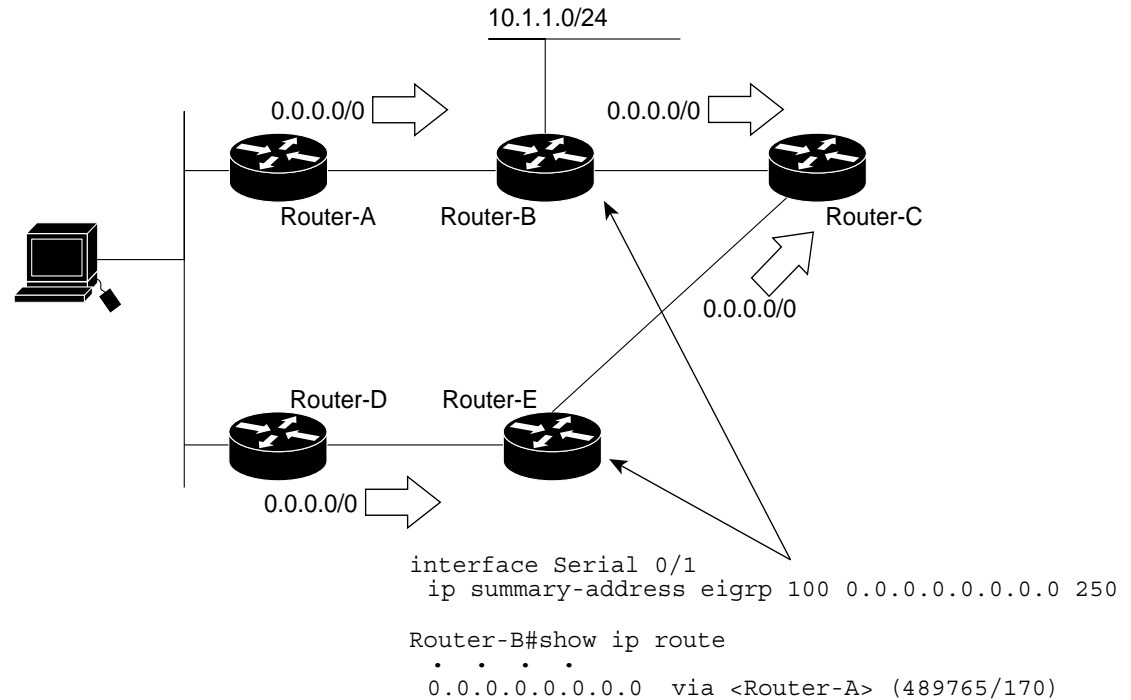 10.1.1.0/24
0.0.0.0/0
0.0.0.0/0
Router-A
Router-B
Router-C
0.0.0.0/0
Router-D
Router-E
0.0.0.0/0
interface Serial 0/1
ip summary-address eigrp 100 0.0.0.0.0.0.0.0 250
Router-B#show ip route
. . . .
0.0.0.0.0.0.0.0 via <Router-A> (489765/170)